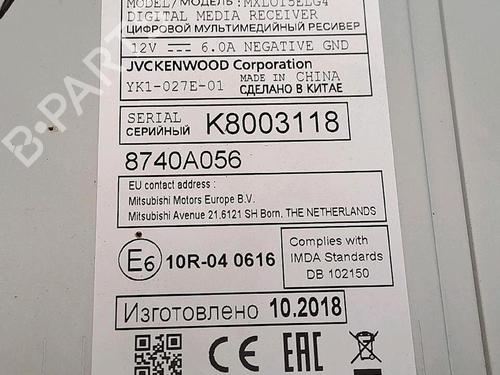 MODEL/МОДЕЛЬ:MXL015ELG4
DIGITAL MEDIA RECEIVER
ЦИФРОВОЙ МУЛЬТИМЕДИЙНЫЙ РЕСИВЕР
12V 6.0A NEGATIVE GND
JVCKENWOOD Corporation
YK1-027E-01 MADE IN CHINA
СДЕЛАНО В КИТАЕ
SERIAL
СЕРИЙНЫЙ K8003118
8740A056
EU contact address :
Mitsubishi Motors Europe B.V.
Mitsubishi Avenue 21,6121 SH Born, THE NETHERLANDS
E6 10R-04 0616
Complies with
IMDA Standards
DB 102150
Изготовлено 10.2018
CE EAC
B-PARTS